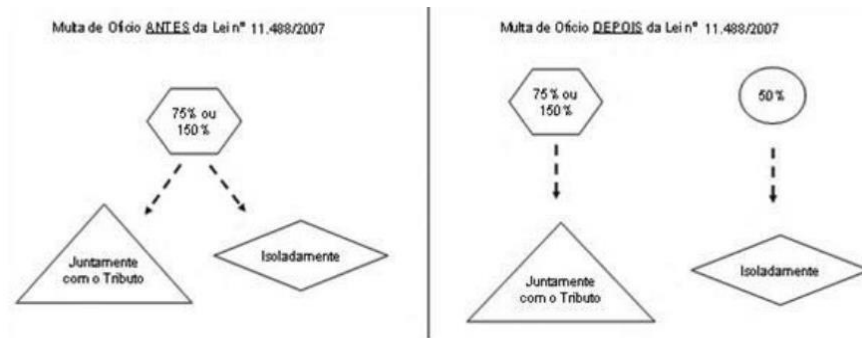 Multa de Ofício ANTES da Lei nº 11.488/2007
75% ou
150%
Juntamente
com o Tributo
Isoladamente
Multa de Ofício DEPOIS da Lei nº 11.488/2007
75% ou
150%
50%
Juntamente
com o Tributo
Isoladamente